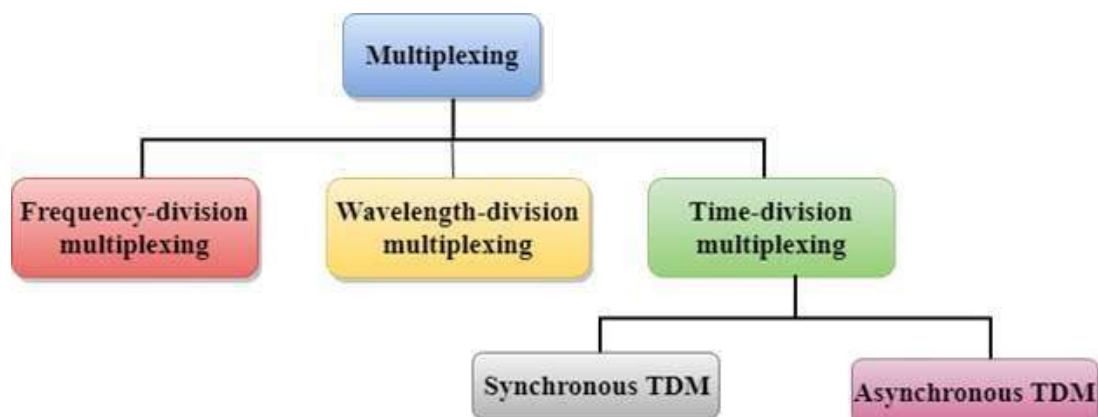 Multiplexing
Frequency-division
multiplexing
Wavelength-division
multiplexing
Time-division
multiplexing
Synchronous TDM
Asynchronous TDM